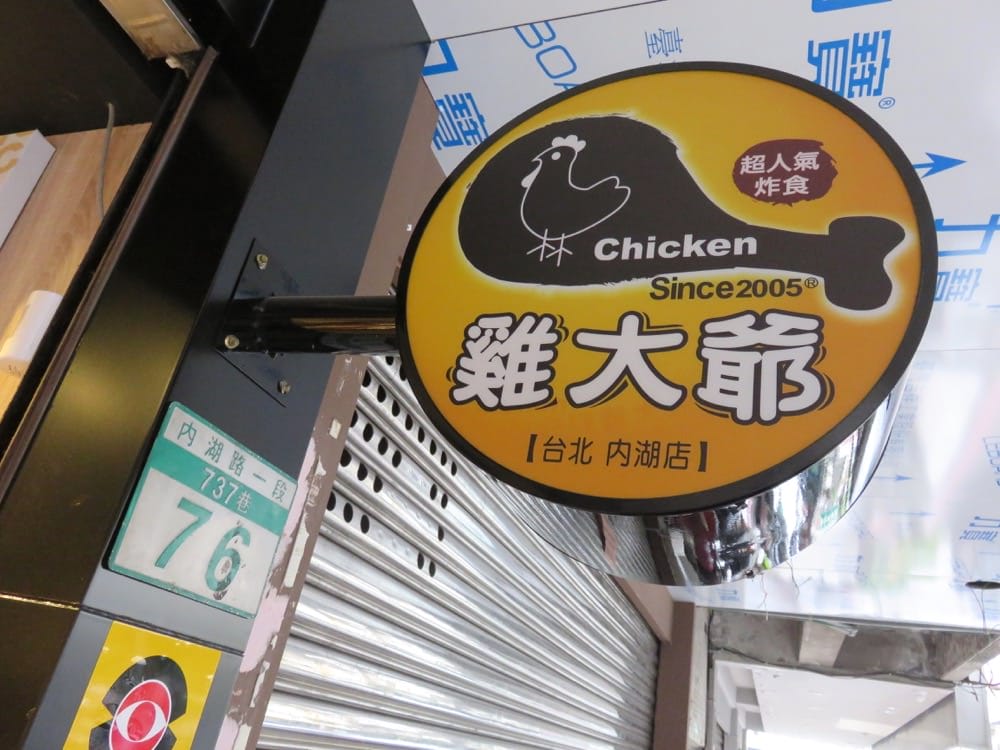 超人氣
炸食
Chicken
Since2005®
雞大爺
【台北 內湖店】
內湖路一段
737巷
76